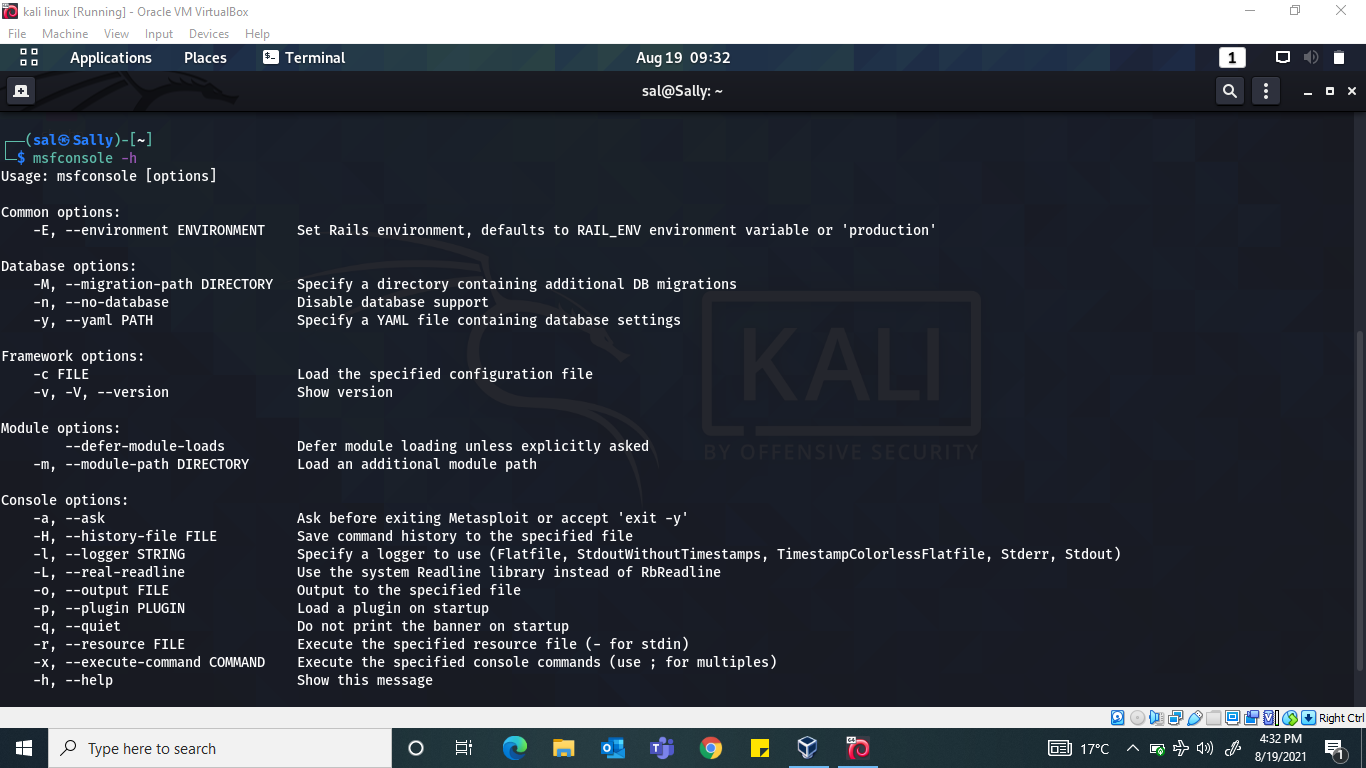 kali linux [Running] - Oracle VM VirtualBox
File Machine View Input Devices Help
Applications Places Terminal Aug 19 09:32 1
sal@Sally: ~
┌──(sal㉿Sally)-[~]
└─$ msfconsole -h
Usage: msfconsole [options]
Common options:
-E, --environment ENVIRONMENT Set Rails environment, defaults to RAIL_ENV environment variable or 'production'
Database options:
-M, --migration-path DIRECTORY Specify a directory containing additional DB migrations
-n, --no-database Disable database support
-y, --yaml PATH Specify a YAML file containing database settings
Framework options:
-c FILE Load the specified configuration file
-v, -V, --version Show version
Module options:
--defer-module-loads Defer module loading unless explicitly asked
-m, --module-path DIRECTORY Load an additional module path
Console options:
-a, --ask Ask before exiting Metasploit or accept 'exit -y'
-H, --history-file FILE Save command history to the specified file
-l, --logger STRING Specify a logger to use (Flatfile, StdoutWithoutTimestamps, TimestampColorlessFlatfile, Stderr, Stdout)
-L, --real-readline Use the system Readline library instead of RbReadline
-o, --output FILE Output to the specified file
-p, --plugin PLUGIN Load a plugin on startup
-q, --quiet Do not print the banner on startup
-r, --resource FILE Execute the specified resource file (- for stdin)
-x, --execute-command COMMAND Execute the specified console commands (use ; for multiples)
-h, --help Show this message
KALI
BY OFFENSIVE SECURITY
Right Ctrl
Type here to search
17°C
4:32 PM
8/19/2021
1